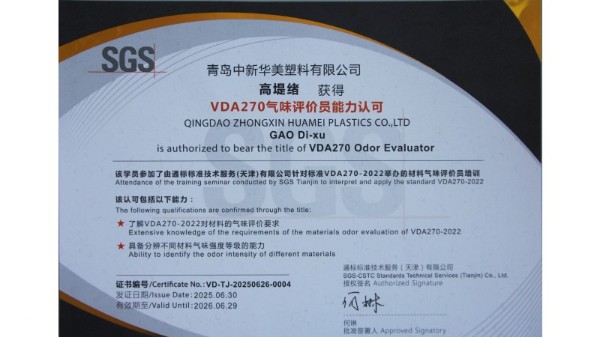 SGS
青岛中新华美塑料有限公司
高堤绪 获得
VDA270气味评价员能力认可
QINGDAO ZHONGXIN HUAMEI PLASTICS CO.,LTD
GAO Di-xu
is authorized to bear the title of VDA270 Odor Evaluator
SGS
该学员参加了由通标标准技术服务(天津)有限公司针对标准VDA270-2022举办的材料气味评价员培训
Attendance of the training seminar conducted by SGS Tianjin to interpret and apply the standard VDA270-2022
该认可包括以下能力:
The following qualifications are confirmed through the title:
★ 了解VDA270-2022对材料的气味评价要求
Extensive knowledge of the requirements of the materials odor evaluation of VDA270-2022
★ 具备分辨不同材料气味强度等级的能力
Ability to identify the odor intensity of different materials
通标标准技术服务(天津)有限公司
SGS-CSTC Standards Technical Services (Tianjin) Co., Ltd.
授权签名 Authorized Signature
证书编号/Certificate No.: VD-TJ-20250626-0004
发证日期/Issue Date: 2025.06.30
有效期至/Valid Until: 2026.06.29
何琳
何琳
批准签署人 Approved Signatory